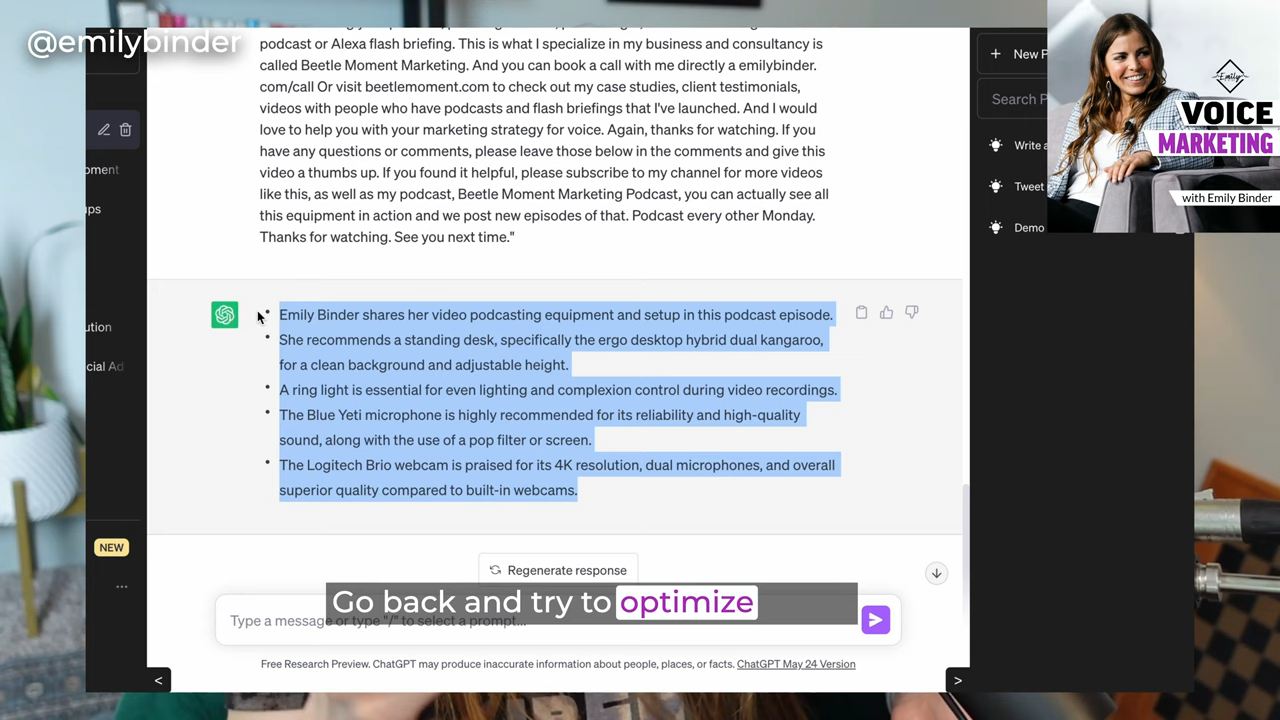 @emilybinder
podcast or Alexa flash briefing. This is what I specialize in my business and consultancy is
called Beetle Moment Marketing. And you can book a call with me directly a emilybinder.
com/call Or visit beetlemoment.com to check out my case studies, client testimonials,
videos with people who have podcasts and flash briefings that I've launched. And I would
love to help you with your marketing strategy for voice. Again, thanks for watching. If you
have any questions or comments, please leave those below in the comments and give this
video a thumbs up. If you found it helpful, please subscribe to my channel for more videos
like this, as well as my podcast, Beetle Moment Marketing Podcast, you can actually see all
this equipment in action and we post new episodes of that. Podcast every other Monday.
Thanks for watching. See you next time."
oment
ups
ution
cial Ad
NEW
...
• Emily Binder shares her video podcasting equipment and setup in this podcast episode.
• She recommends a standing desk, specifically the ergo desktop hybrid dual kangaroo,
for a clean background and adjustable height.
• A ring light is essential for even lighting and complexion control during video recordings.
• The Blue Yeti microphone is highly recommended for its reliability and high-quality
sound, along with the use of a pop filter or screen.
• The Logitech Brio webcam is praised for its 4K resolution, dual microphones, and overall
superior quality compared to built-in webcams.
Regenerate response
Go back and try to optimize
Type a message or type "/" to select a prompt...
Free Research Preview. ChatGPT may produce inaccurate information about people, places, or facts. ChatGPT May 24 Version
<
>
+ New P
Search P
Write a
Tweet
Demo
Emily
VOICE
MARKETING
with Emily Binder